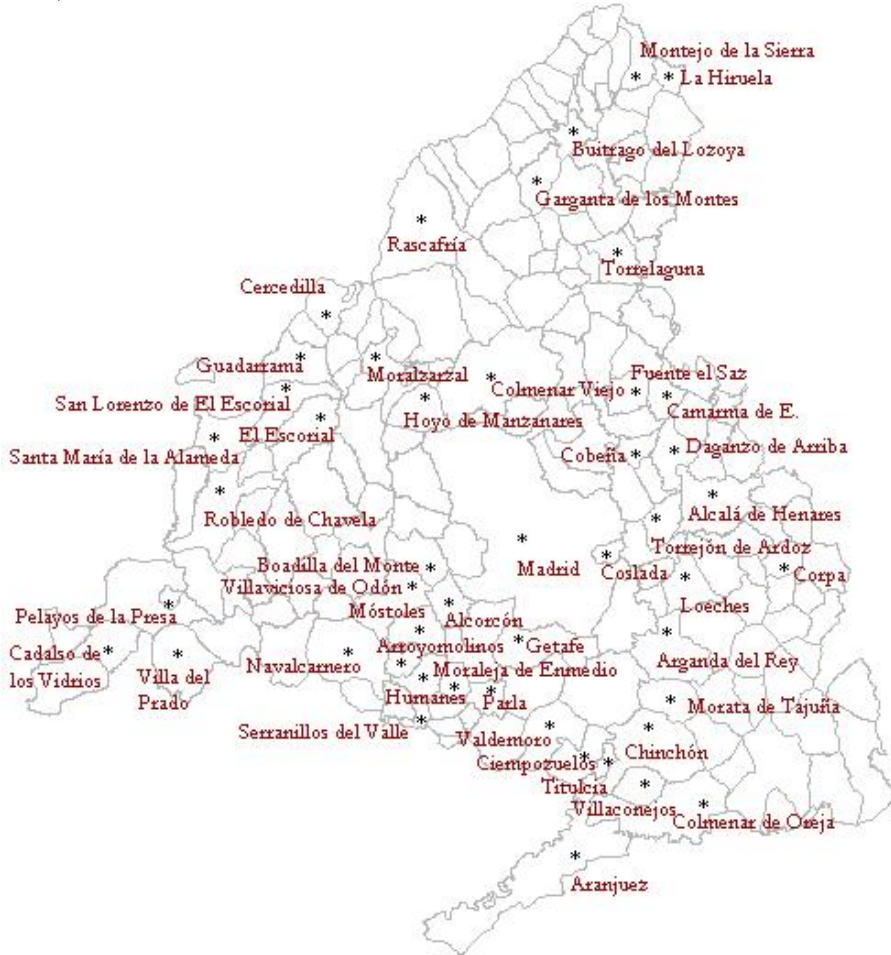 Montejo de la Sierra
La Hiruela
Buitrago del Lozoya
Garganta de los Montes
Rascafría
Torrelaguna
Cercedilla
Guadarrama
Moralzarzal
Colmenar Viejo
Fuente el Saz
San Lorenzo de El Escorial
Camarma de E.
El Escorial
Hoyo de Manzanares
Santa María de la Alameda
Cobeña
Daganzo de Arriba
Robledo de Chavela
Alcalá de Henares
Torrejón de Ardoz
Boadilla del Monte
Madrid
Coslada
Corpa
Villaviciosa de Odón
Loeches
Móstoles
Alcorcón
Pelayos de la Presa
Arroyomolinos
Getafe
Cadalso de
los Vidrios
Villa del
Prado
Navalcarnero
Moraleja de Enmedio
Arganda del Rey
Humanes
Parla
Morata de Tajuña
Serranillos del Valle
Valdemoro
Chinchón
Ciempozuelos
Titulcia
Villaconejos
Colmenar de Oreja
Aranjuez